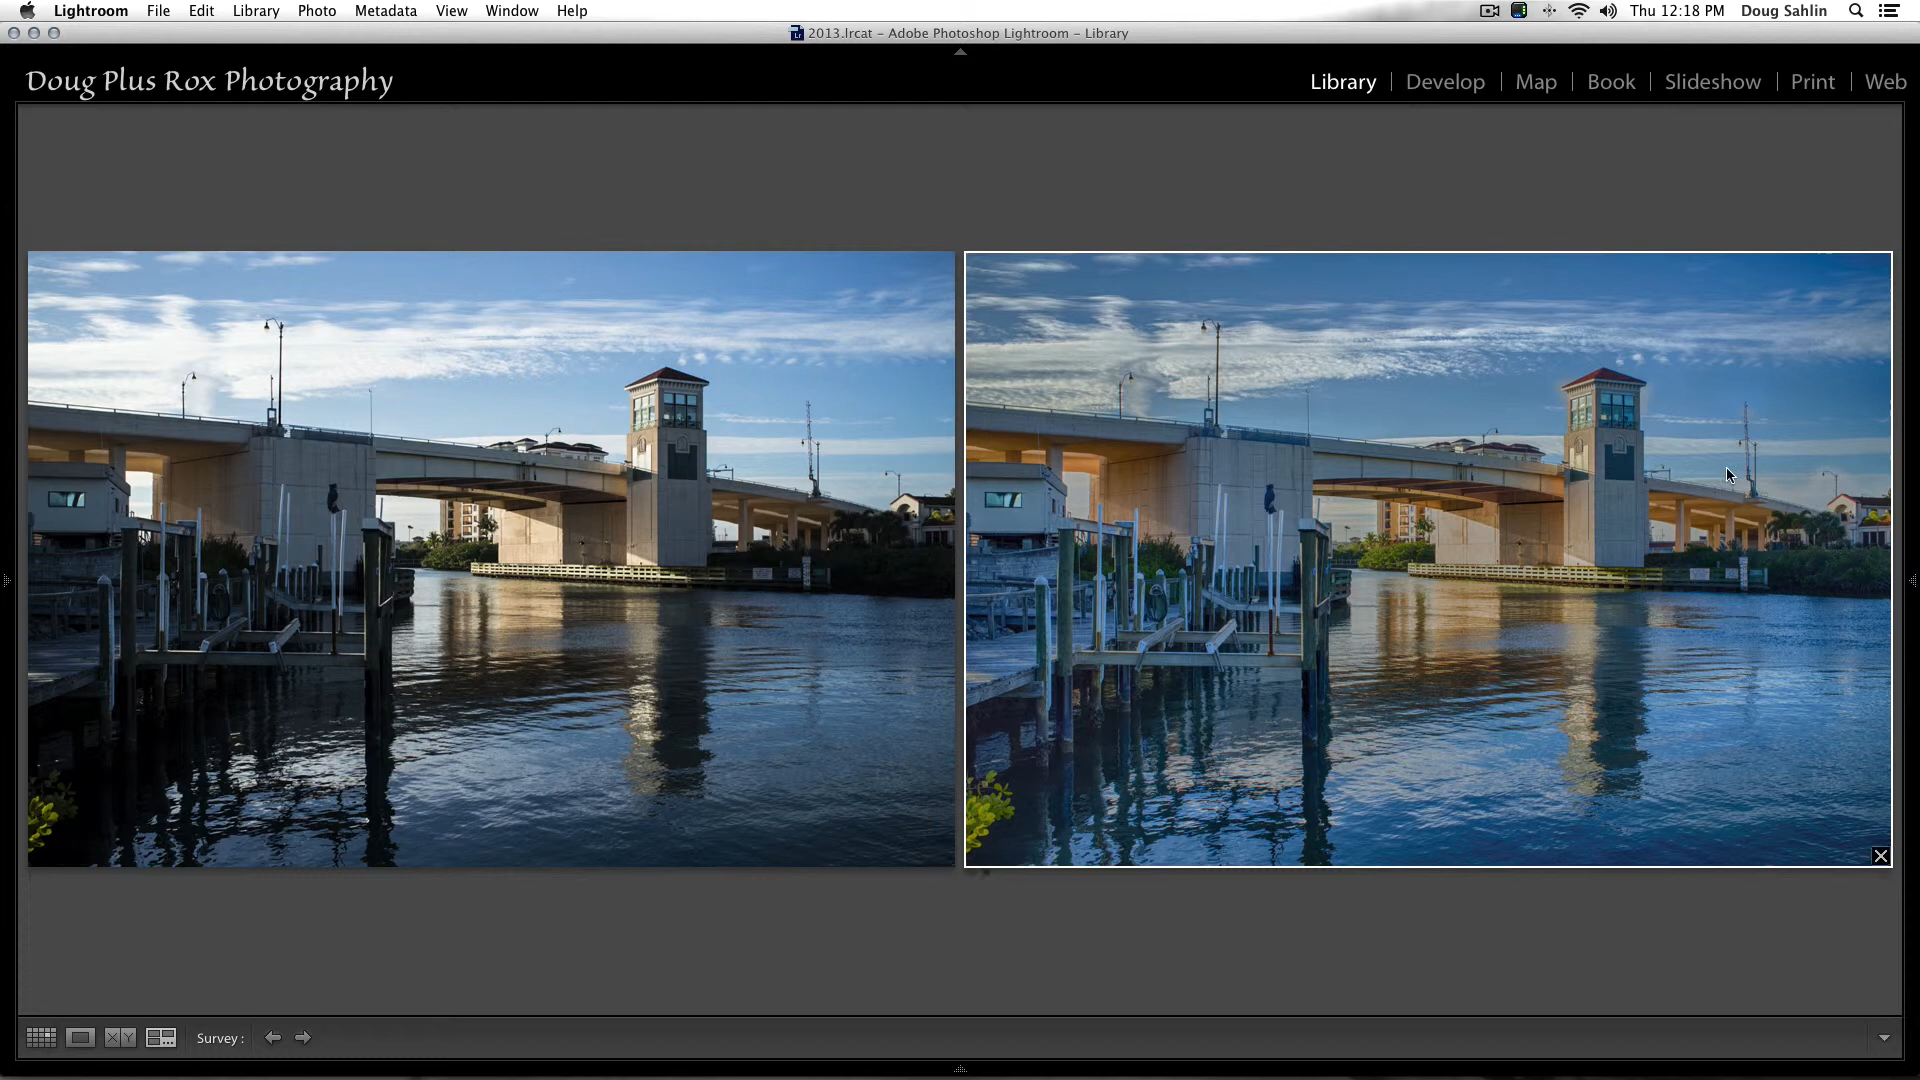 Lightroom File Edit Library Photo Metadata View Window Help Thu 12:18 PM Doug Sahlin
2013.lrcat – Adobe Photoshop Lightroom – Library
Doug Plus Rox Photography Library | Develop | Map | Book | Slideshow | Print | Web
X Y Survey :